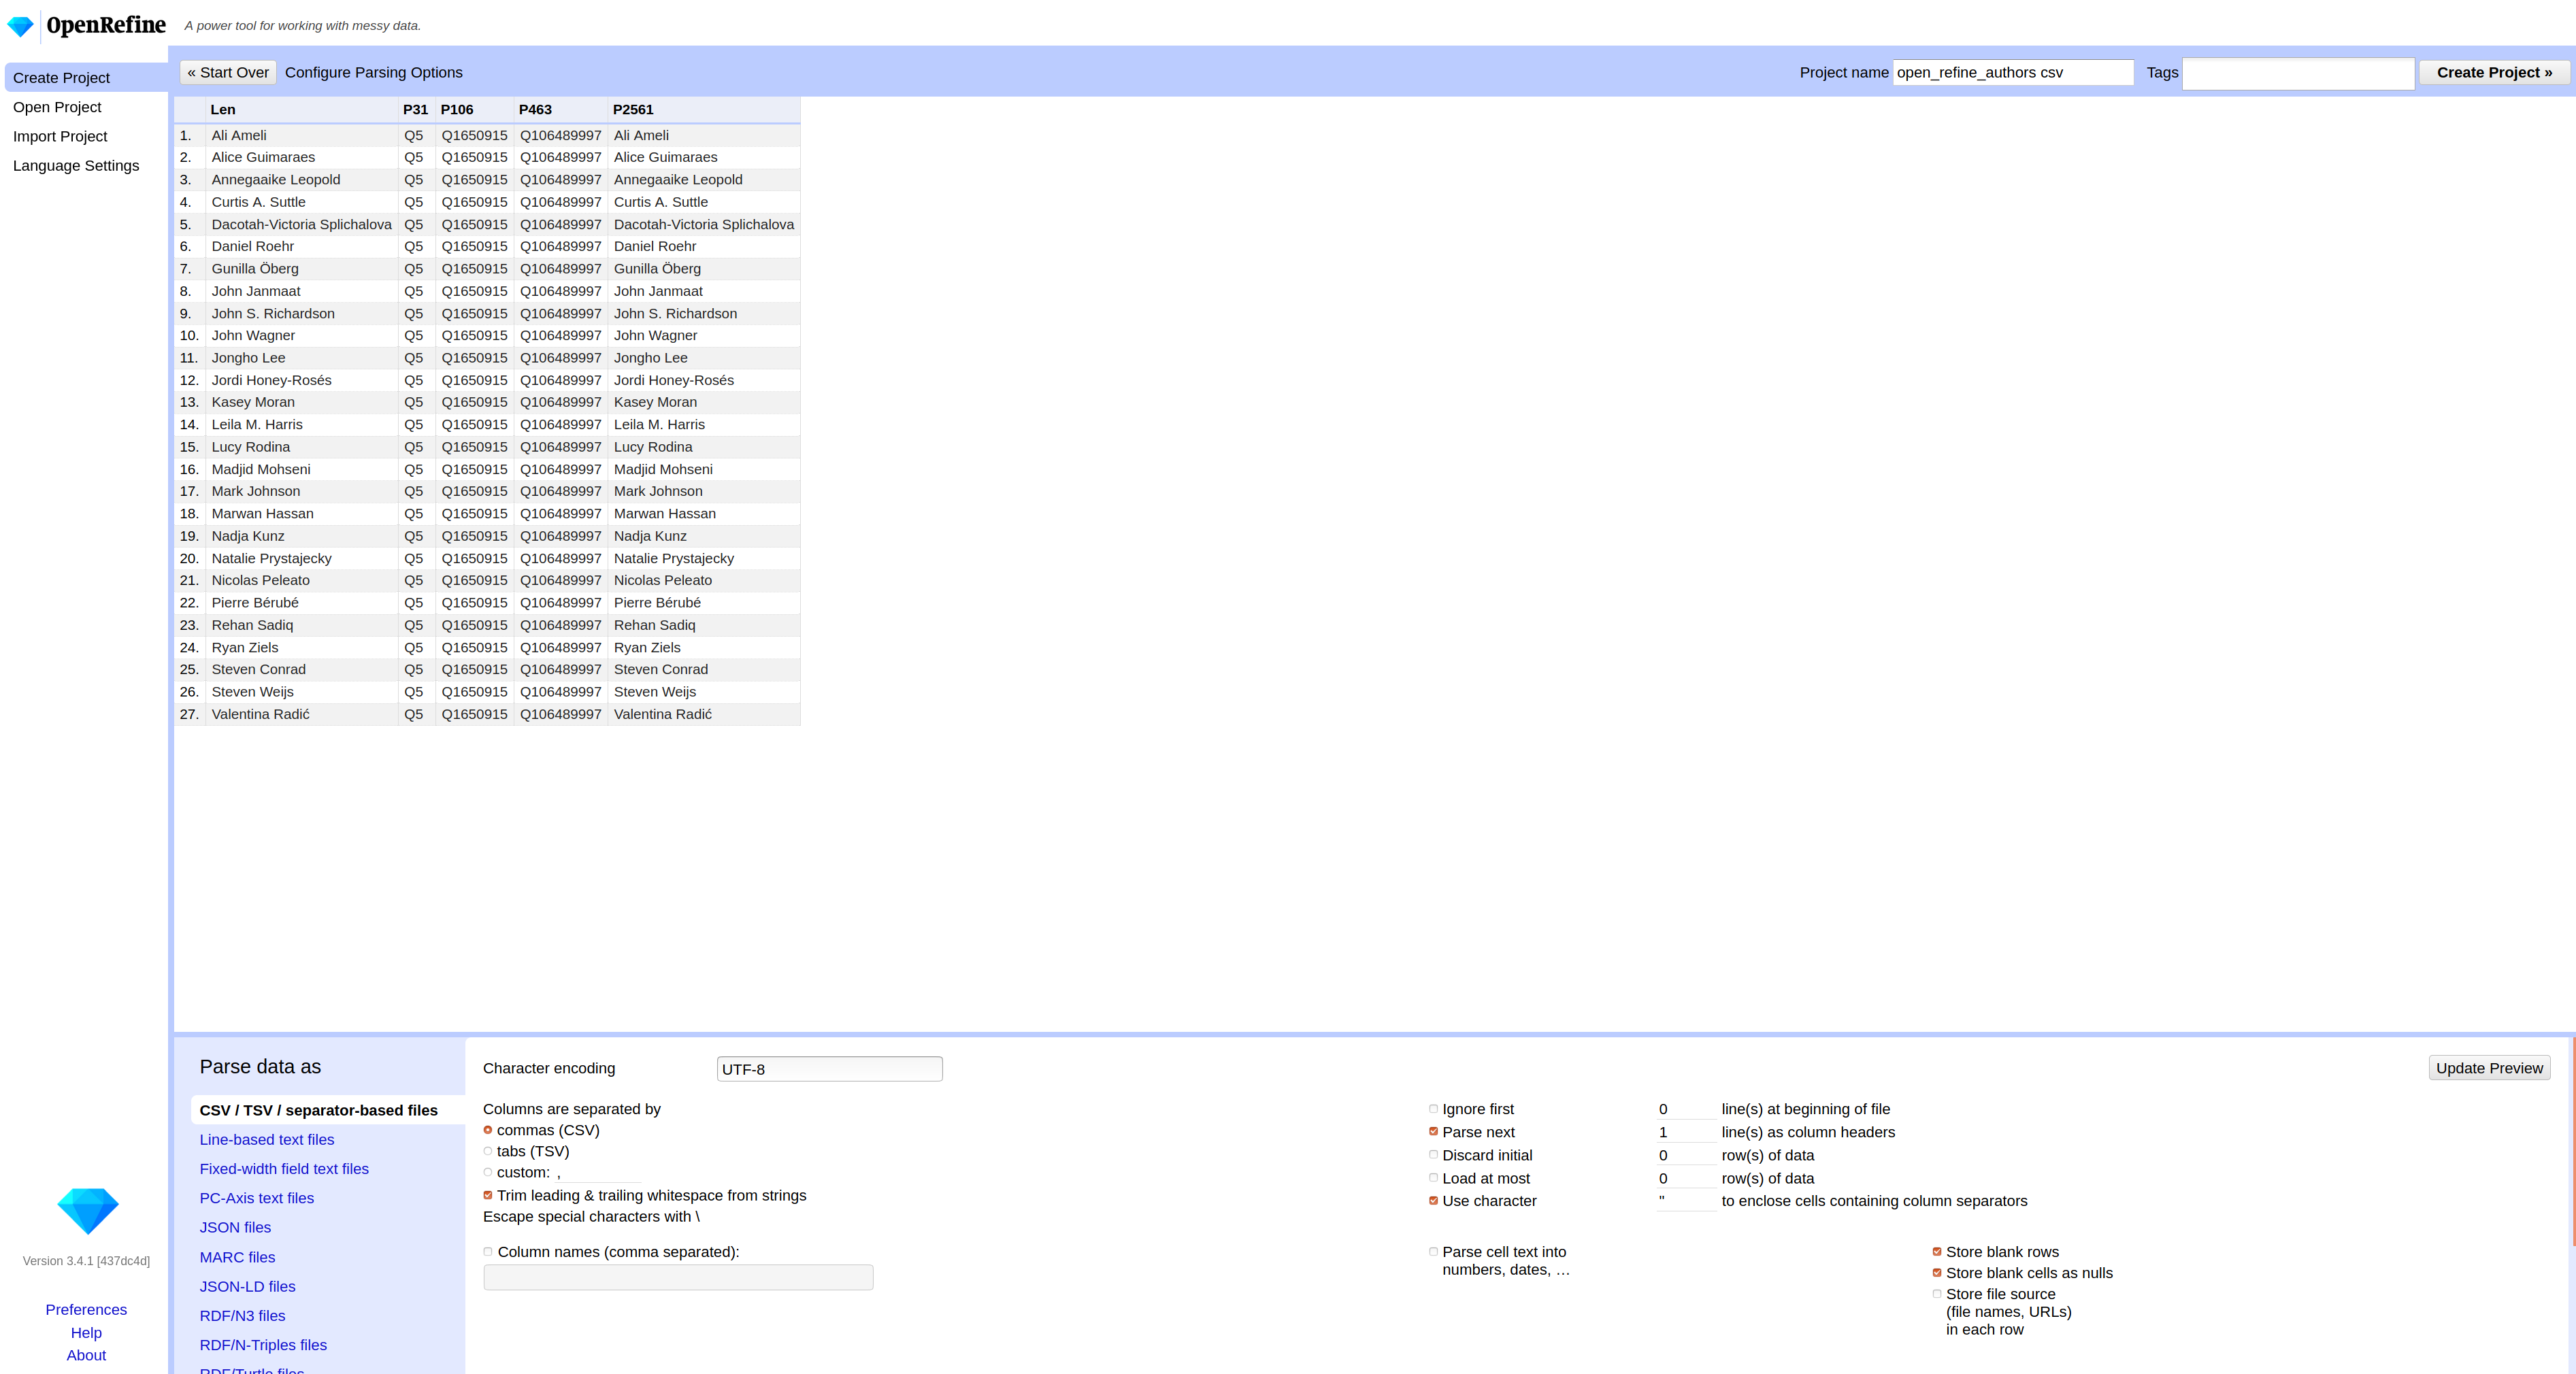 OpenRefine A power tool for working with messy data.
Create Project
Open Project
Import Project
Language Settings
« Start Over Configure Parsing Options Project name open_refine_authors csv Tags Create Project »
Len P31 P106 P463 P2561
1. Ali Ameli Q5 Q1650915 Q106489997 Ali Ameli
2. Alice Guimaraes Q5 Q1650915 Q106489997 Alice Guimaraes
3. Annegaaike Leopold Q5 Q1650915 Q106489997 Annegaaike Leopold
4. Curtis A. Suttle Q5 Q1650915 Q106489997 Curtis A. Suttle
5. Dacotah-Victoria Splichalova Q5 Q1650915 Q106489997 Dacotah-Victoria Splichalova
6. Daniel Roehr Q5 Q1650915 Q106489997 Daniel Roehr
7. Gunilla Öberg Q5 Q1650915 Q106489997 Gunilla Öberg
8. John Janmaat Q5 Q1650915 Q106489997 John Janmaat
9. John S. Richardson Q5 Q1650915 Q106489997 John S. Richardson
10. John Wagner Q5 Q1650915 Q106489997 John Wagner
11. Jongho Lee Q5 Q1650915 Q106489997 Jongho Lee
12. Jordi Honey-Rosés Q5 Q1650915 Q106489997 Jordi Honey-Rosés
13. Kasey Moran Q5 Q1650915 Q106489997 Kasey Moran
14. Leila M. Harris Q5 Q1650915 Q106489997 Leila M. Harris
15. Lucy Rodina Q5 Q1650915 Q106489997 Lucy Rodina
16. Madjid Mohseni Q5 Q1650915 Q106489997 Madjid Mohseni
17. Mark Johnson Q5 Q1650915 Q106489997 Mark Johnson
18. Marwan Hassan Q5 Q1650915 Q106489997 Marwan Hassan
19. Nadja Kunz Q5 Q1650915 Q106489997 Nadja Kunz
20. Natalie Prystajecky Q5 Q1650915 Q106489997 Natalie Prystajecky
21. Nicolas Peleato Q5 Q1650915 Q106489997 Nicolas Peleato
22. Pierre Bérubé Q5 Q1650915 Q106489997 Pierre Bérubé
23. Rehan Sadiq Q5 Q1650915 Q106489997 Rehan Sadiq
24. Ryan Ziels Q5 Q1650915 Q106489997 Ryan Ziels
25. Steven Conrad Q5 Q1650915 Q106489997 Steven Conrad
26. Steven Weijs Q5 Q1650915 Q106489997 Steven Weijs
27. Valentina Radić Q5 Q1650915 Q106489997 Valentina Radić
Version 3.4.1 [437dc4d]
Preferences
Help
About
Parse data as
CSV / TSV / separator-based files
Line-based text files
Fixed-width field text files
PC-Axis text files
JSON files
MARC files
JSON-LD files
RDF/N3 files
RDF/N-Triples files
RDF/Turtle files
Character encoding UTF-8
Update Preview
Columns are separated by
commas (CSV)
tabs (TSV)
custom: ,
Trim leading & trailing whitespace from strings
Escape special characters with \
Column names (comma separated):
Ignore first 0 line(s) at beginning of file
Parse next 1 line(s) as column headers
Discard initial 0 row(s) of data
Load at most 0 row(s) of data
Use character " to enclose cells containing column separators
Parse cell text into
numbers, dates, …
Store blank rows
Store blank cells as nulls
Store file source
(file names, URLs)
in each row